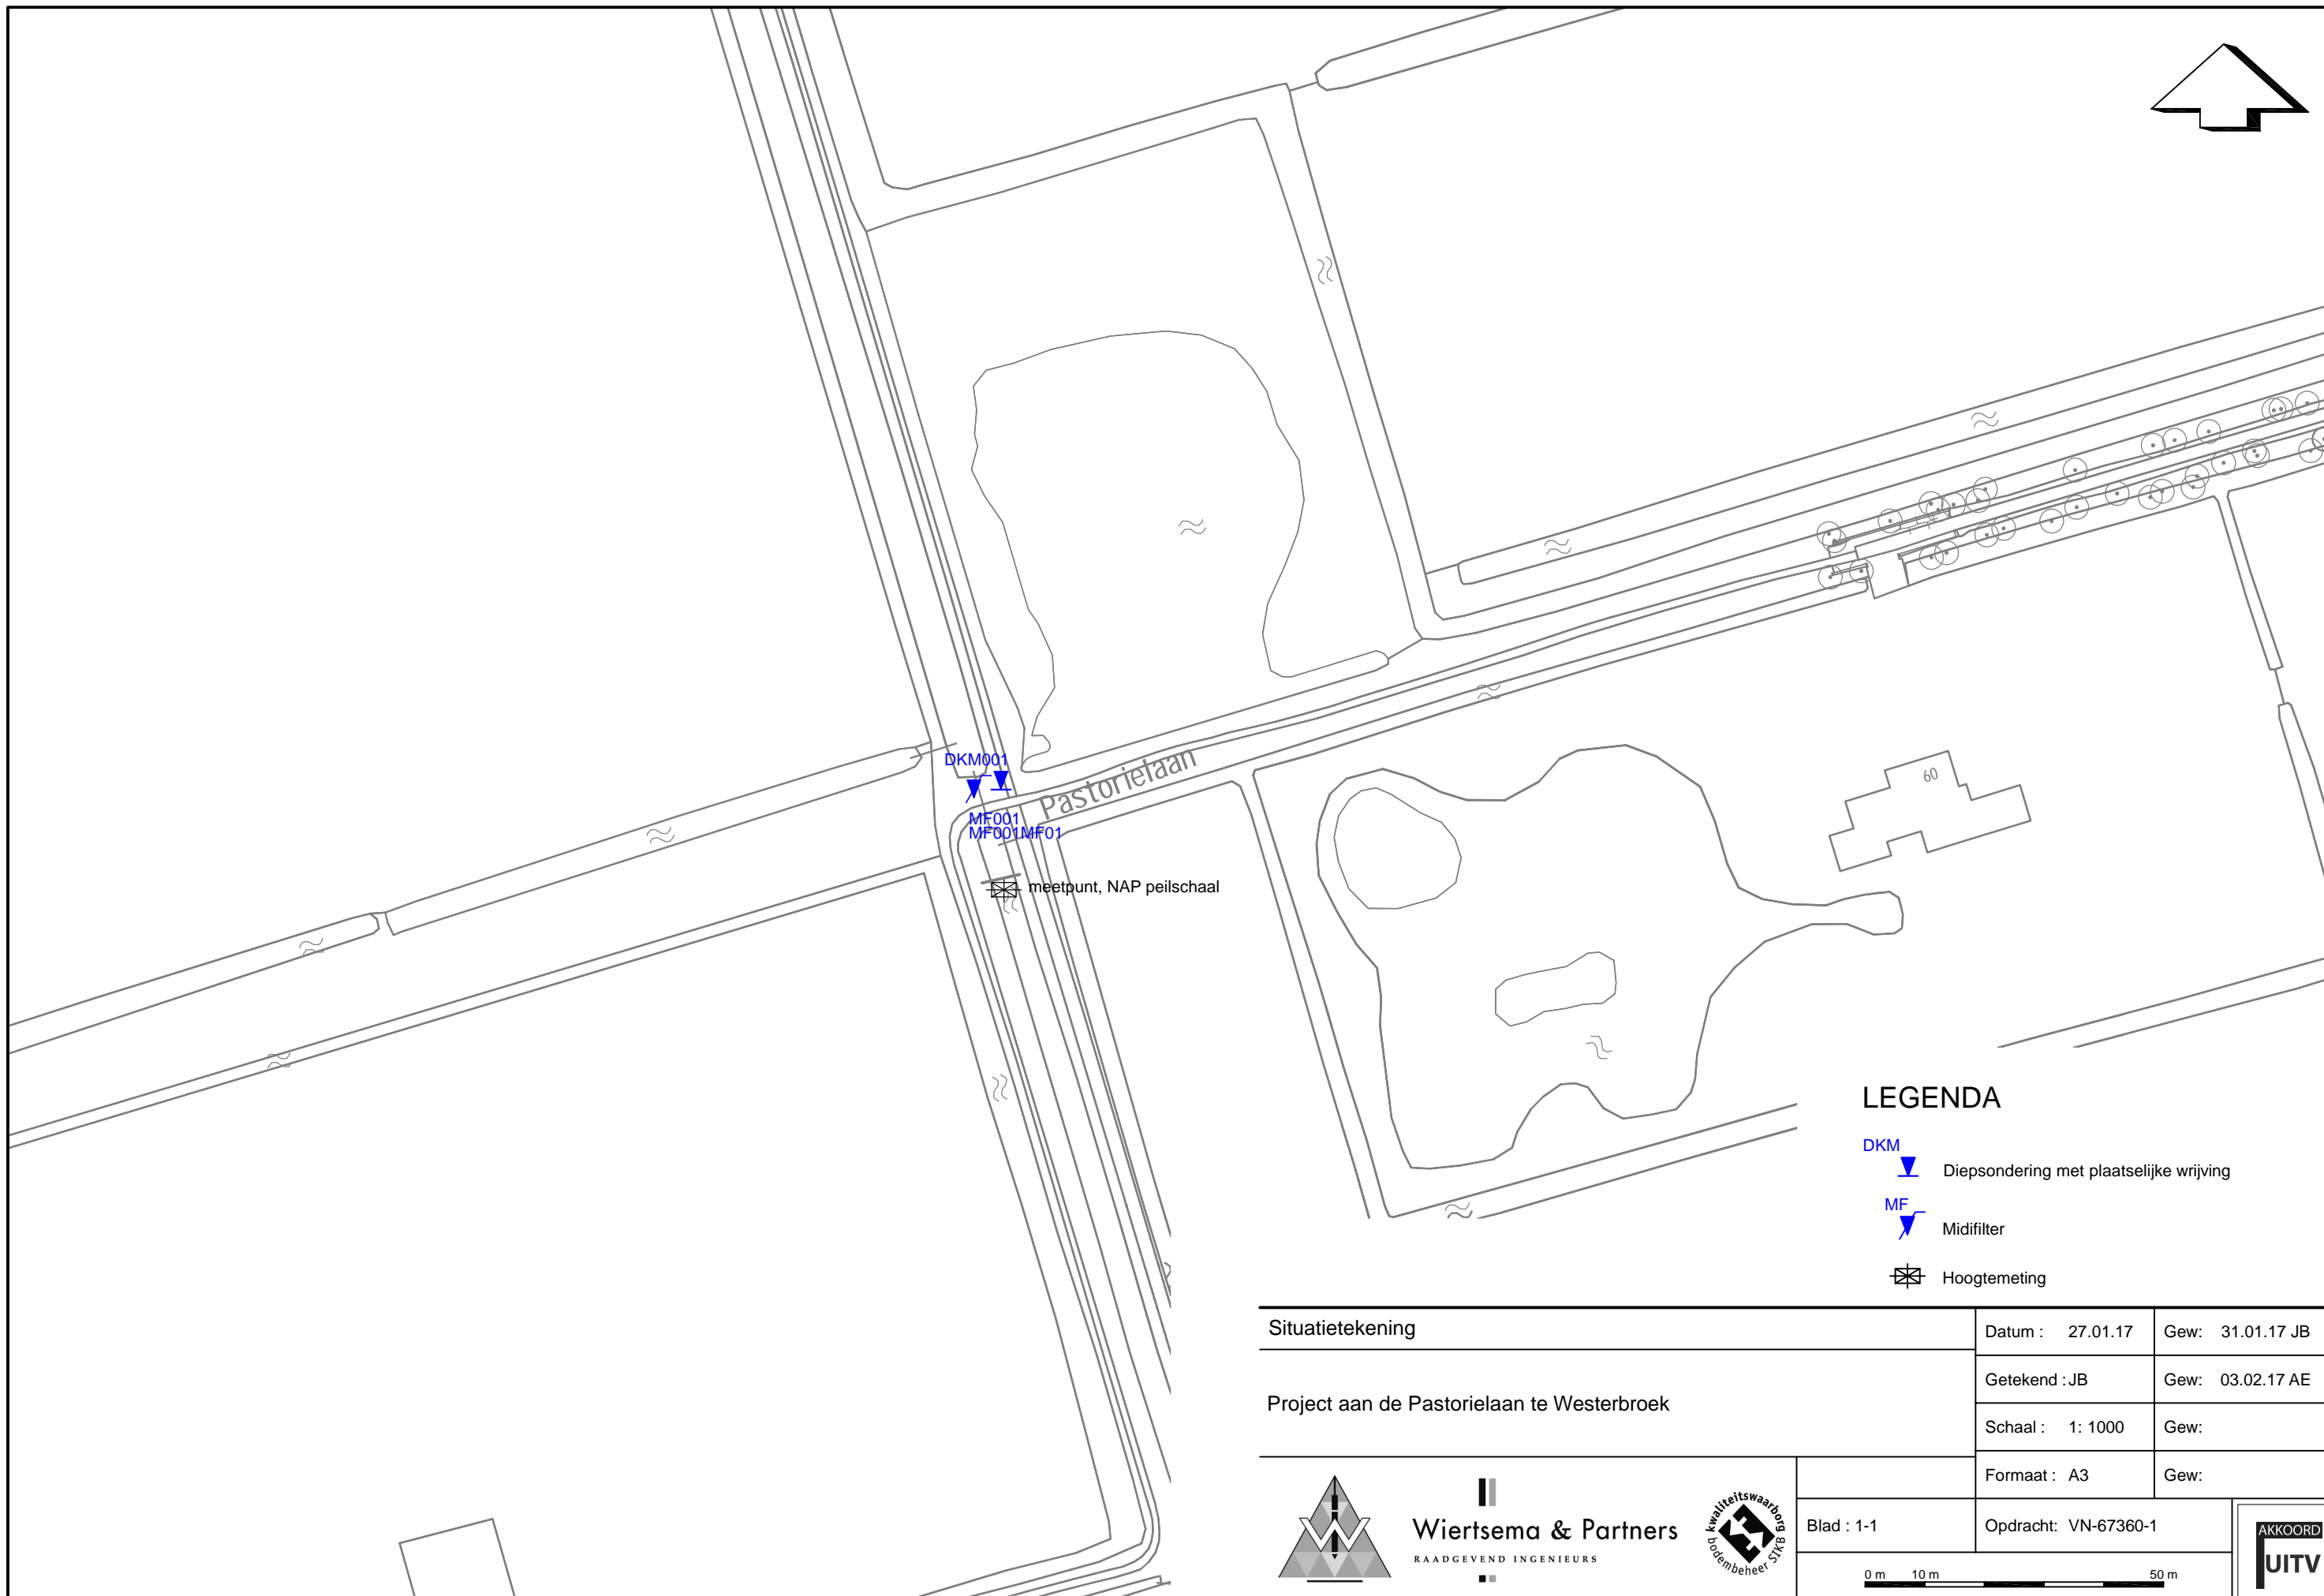 DKM001
Pastorielaan
MF001
MF001MF01
meetpunt, NAP peilschaal
60
LEGENDA
DKM
Diepsondering met plaatselijke wrijving
MF
Midifilter
Hoogtemeting
Situatietekening
Project aan de Pastorielaan te Westerbroek
Datum : 27.01.17
Gew: 31.01.17 JB
Getekend : JB
Gew: 03.02.17 AE
Schaal : 1: 1000
Gew:
Formaat : A3
Gew:
Blad : 1-1
Opdracht: VN-67360-1
Wiertsema & Partners
RAADGEVEND INGENIEURS
kwaliteitswaarborg
bodembeheer SIKB
0 m 10 m 50 m
AKKOORD
UITV